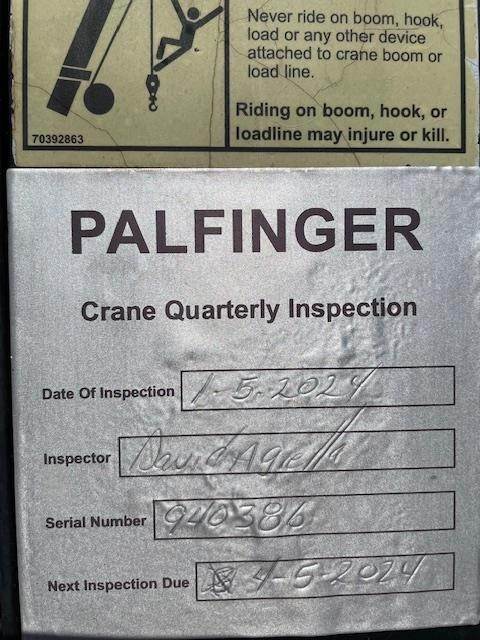 Never ride on boom, hook,
load or any other device
attached to crane boom or
load line.
Riding on boom, hook, or
loadline may injure or kill.
70392863
PALFINGER
Crane Quarterly Inspection
Date Of Inspection 1-5-2024
Inspector David Agrella
Serial Number 940386
Next Inspection Due 4-5-2024